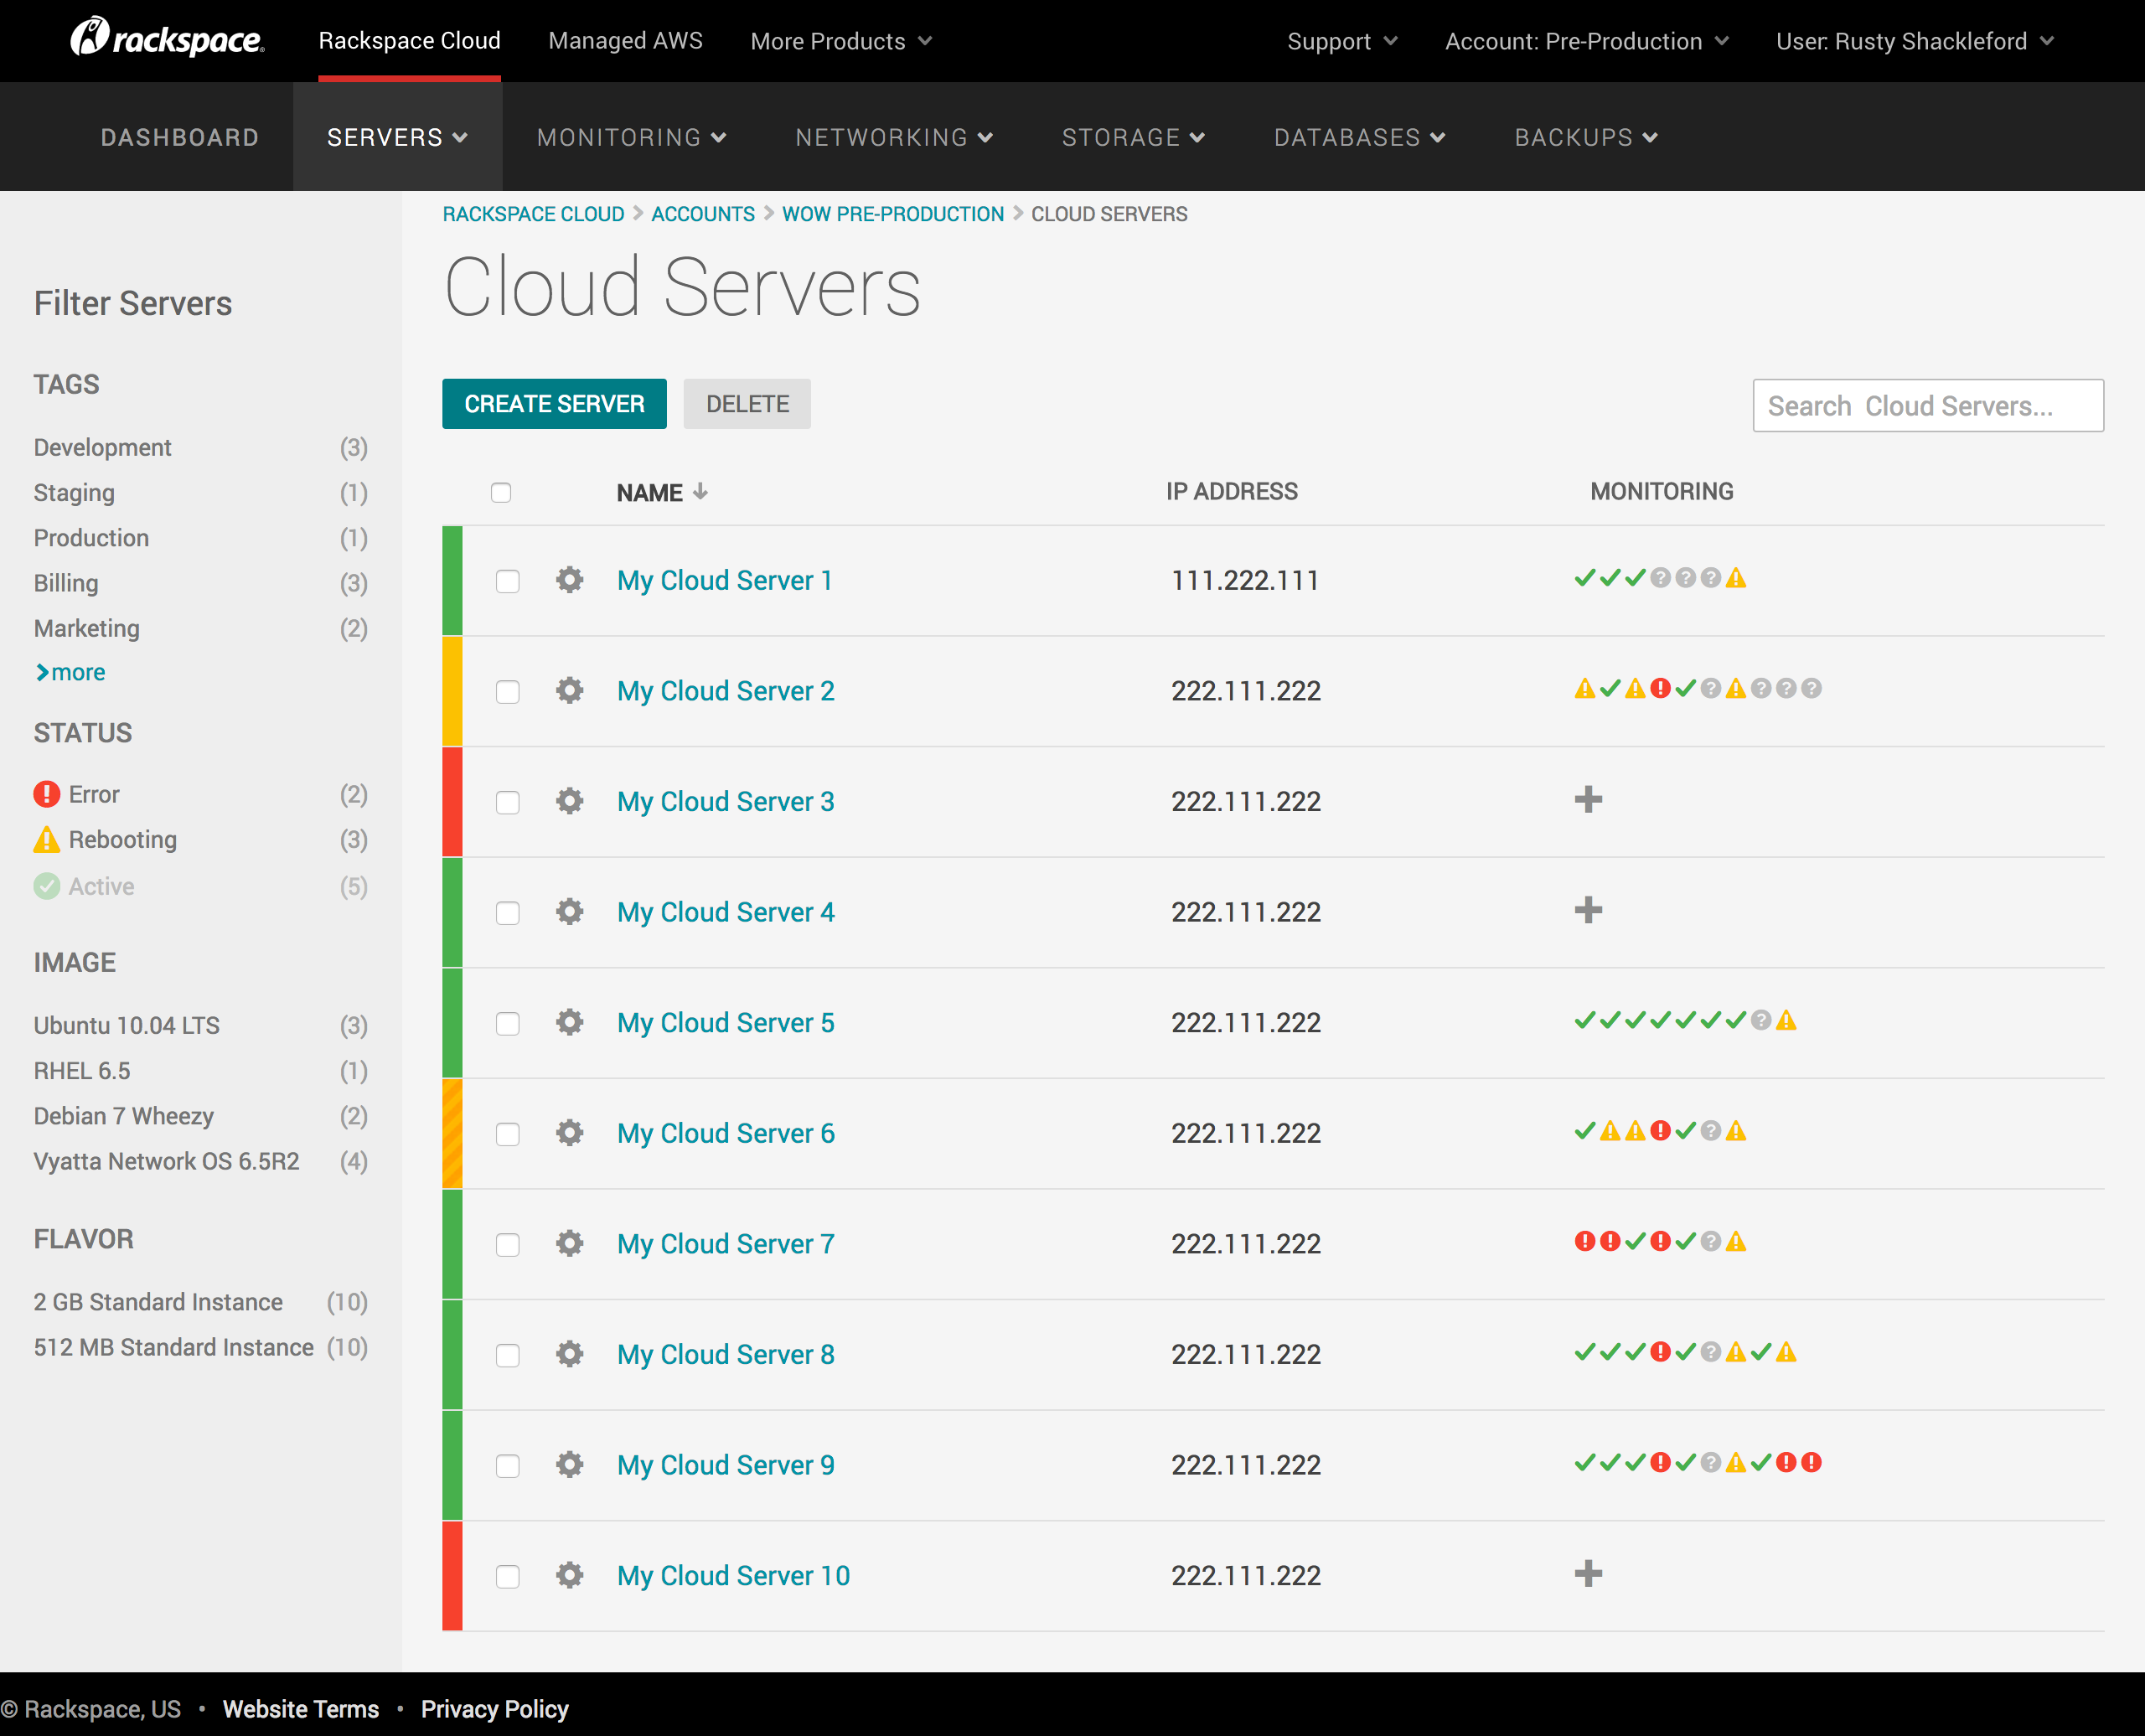 rackspace
Rackspace Cloud
Managed AWS
More Products
Support
Account: Pre-Production
User: Rusty Shackleford
DASHBOARD
SERVERS
MONITORING
NETWORKING
STORAGE
DATABASES
BACKUPS
RACKSPACE CLOUD > ACCOUNTS > WOW PRE-PRODUCTION > CLOUD SERVERS
Cloud Servers
Filter Servers
TAGS
Development (3)
Staging (1)
Production (1)
Billing (3)
Marketing (2)
more
STATUS
Error (2)
Rebooting (3)
Active (5)
IMAGE
Ubuntu 10.04 LTS (3)
RHEL 6.5 (1)
Debian 7 Wheezy (2)
Vyatta Network OS 6.5R2 (4)
FLAVOR
2 GB Standard Instance (10)
512 MB Standard Instance (10)
CREATE SERVER
DELETE
Search Cloud Servers...
NAME IP ADDRESS MONITORING
My Cloud Server 1 111.222.111
My Cloud Server 2 222.111.222
My Cloud Server 3 222.111.222
My Cloud Server 4 222.111.222
My Cloud Server 5 222.111.222
My Cloud Server 6 222.111.222
My Cloud Server 7 222.111.222
My Cloud Server 8 222.111.222
My Cloud Server 9 222.111.222
My Cloud Server 10 222.111.222
© Rackspace, US • Website Terms • Privacy Policy